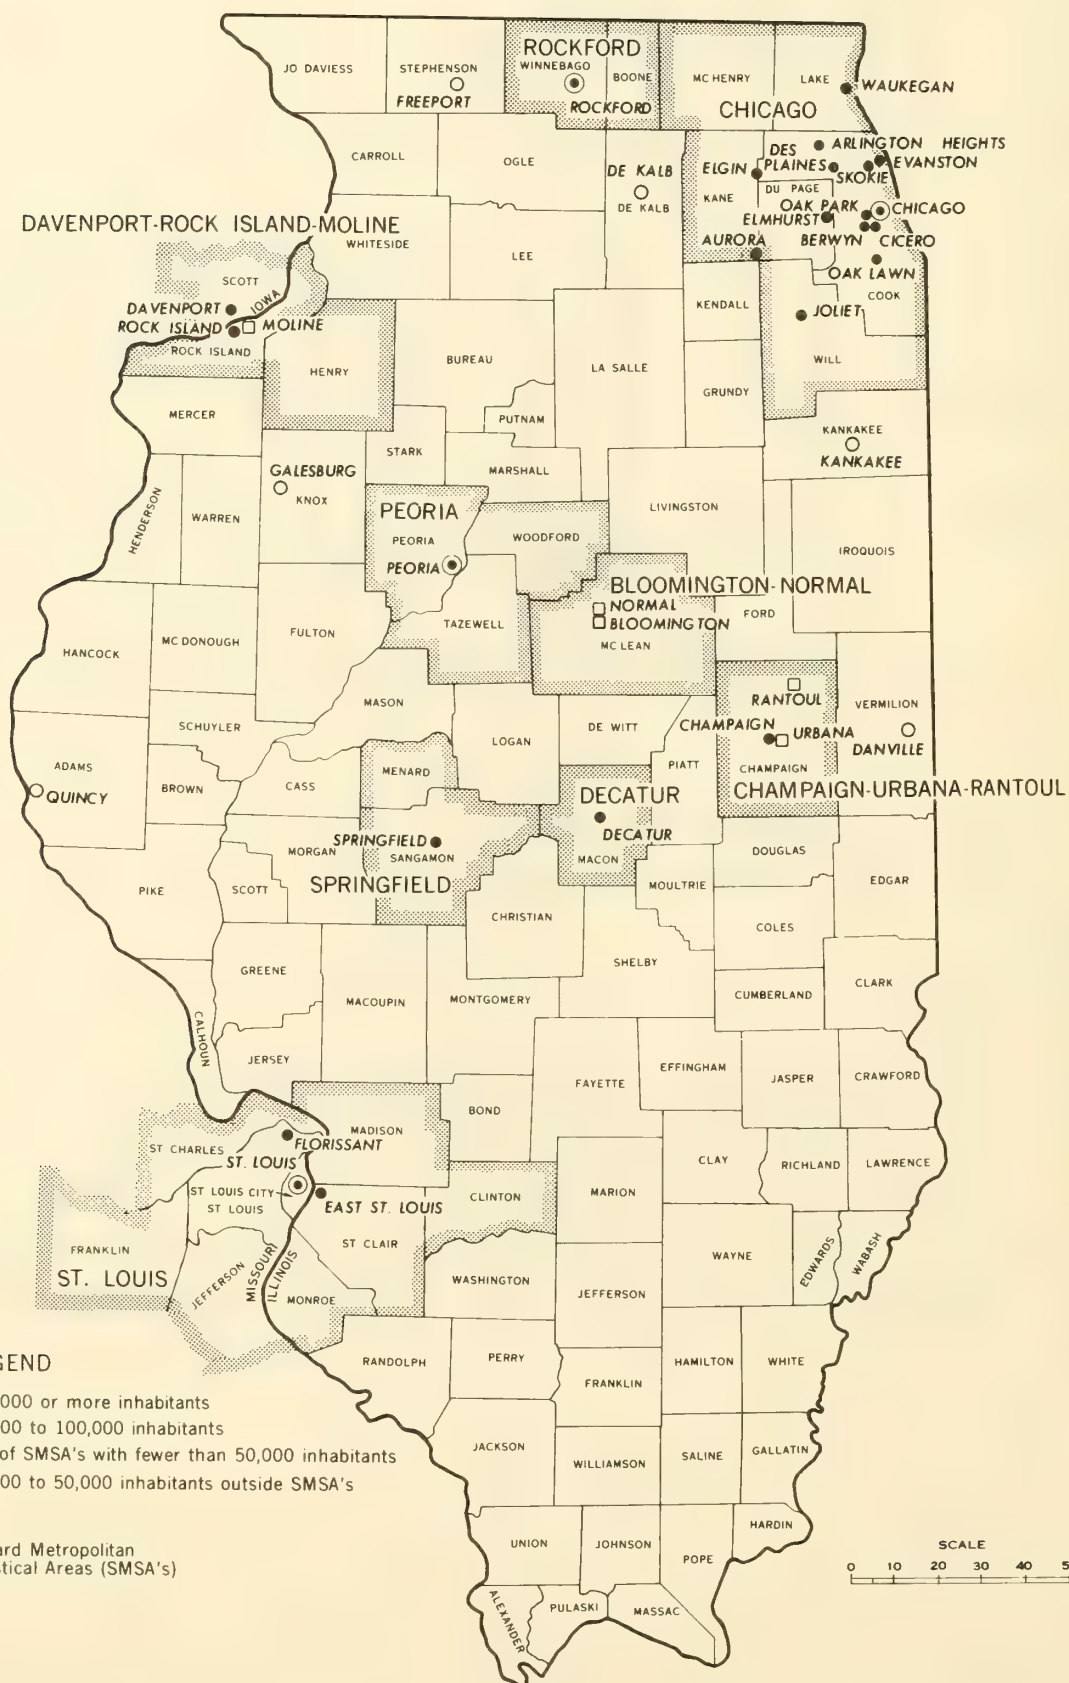 ROCKFORD
JO DAVIESS
STEPHENSON
WINNEBAGO
BOONE
MC HENRY
LAKE
FREEPORT
ROCKFORD
CHICAGO
WAUKEGAN
CARROLL
OGLE
DE KALB
DE KALB
ELGIN
KANE
DES PLAINES
ARLINGTON HEIGHTS
EVANSTON
SKOKIE
DU PAGE
OAK PARK
CHICAGO
ELMHURST
BERWYN
CICERO
AURORA
OAK LAWN
COOK
DAVENPORT-ROCK ISLAND-MOLINE
WHITESIDE
LEE
SCOTT
IOWA
DAVENPORT
ROCK ISLAND
MOLINE
ROCK ISLAND
HENRY
BUREAU
LA SALLE
KENDALL
JOLIET
WILL
GRUNDY
MERCER
PUTNAM
KANKAKEE
KANKAKEE
STARK
MARSHALL
GALESBURG
KNOX
HENDERSON
WARREN
PEORIA
PEORIA
PEORIA
WOODFORD
LIVINGSTON
IROQUOIS
BLOOMINGTON-NORMAL
NORMAL
BLOOMINGTON
MC LEAN
FORD
TAZEWELL
FULTON
HANCOCK
MC DONOUGH
MASON
SCHUYLER
LOGAN
DE WITT
RANTOUL
CHAMPAIGN
URBANA
CHAMPAIGN
VERMILION
DANVILLE
CHAMPAIGN-URBANA-RANTOUL
PIATT
ADAMS
QUINCY
BROWN
CASS
MENARD
DECATUR
DECATUR
MACON
SPRINGFIELD
SANGAMON
SPRINGFIELD
MORGAN
SCOTT
PIKE
CHRISTIAN
MOULTRIE
DOUGLAS
EDGAR
COLES
SHELBY
GREENE
MACOUPIN
MONTGOMERY
CUMBERLAND
CLARK
CALHOUN
JERSEY
FAYETTE
EFFINGHAM
JASPER
CRAWFORD
BOND
MADISON
ST CHARLES
FLORISSANT
ST. LOUIS
ST LOUIS CITY
ST LOUIS
EAST ST. LOUIS
CLINTON
MARION
CLAY
RICHLAND
LAWRENCE
FRANKLIN
ST. LOUIS
JEFFERSON
MISSOURI
ILLINOIS
ST CLAIR
MONROE
WASHINGTON
JEFFERSON
WAYNE
EDWARDS
WABASH
RANDOLPH
PERRY
FRANKLIN
HAMILTON
WHITE
JACKSON
WILLIAMSON
SALINE
GALLATIN
UNION
JOHNSON
POPE
HARDIN
ALEXANDER
PULASKI
MASSAC
GEND
000 or more inhabitants
00 to 100,000 inhabitants
of SMSA's with fewer than 50,000 inhabitants
00 to 50,000 inhabitants outside SMSA's
ard Metropolitan
stical Areas (SMSA's)
SCALE
0 10 20 30 40 5